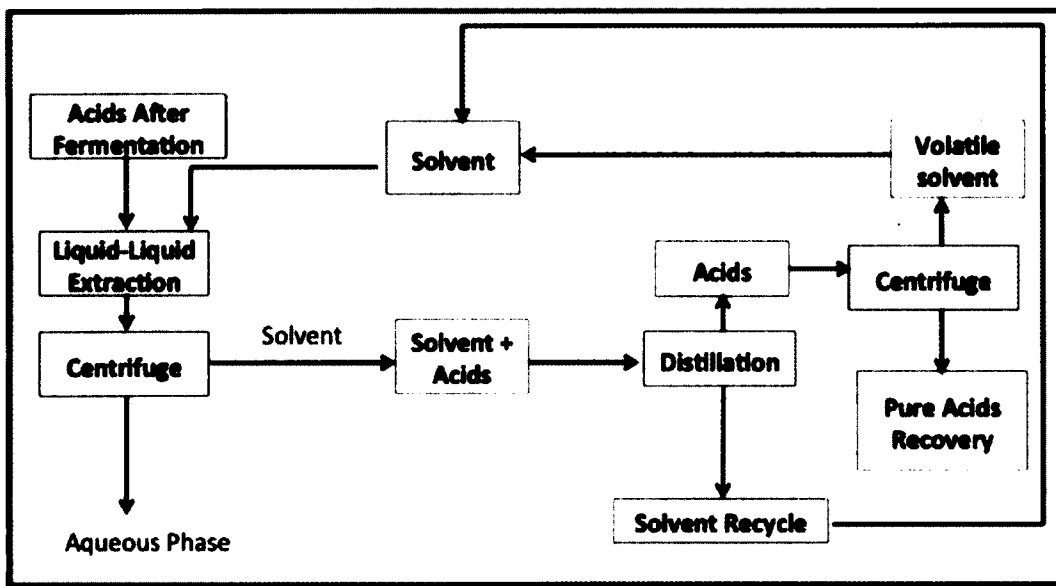 Acids After
Fermentation
Solvent
Volatile
solvent
Liquid-Liquid
Extraction
Acids
Centrifuge
Centrifuge
Solvent
Solvent +
Acids
Distillation
Pure Acids
Recovery
Solvent Recycle
Aqueous Phase